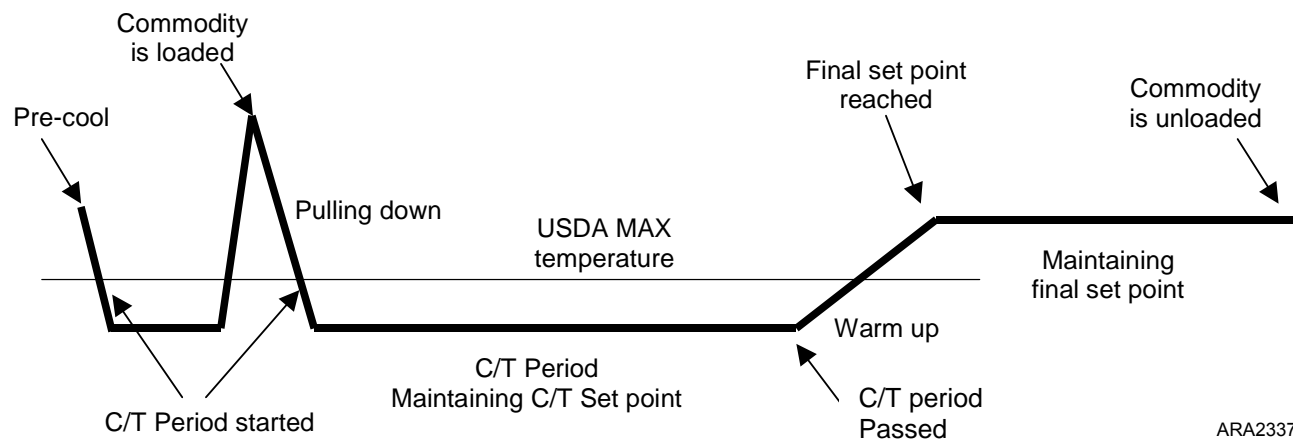 Commodity
is loaded
Pre-cool
Pulling down
USDA MAX
temperature
Final set point
reached
Commodity
is unloaded
Maintaining
final set point
Warm up
C/T Period
Maintaining C/T Set point
C/T Period started
C/T period
Passed
ARA2337